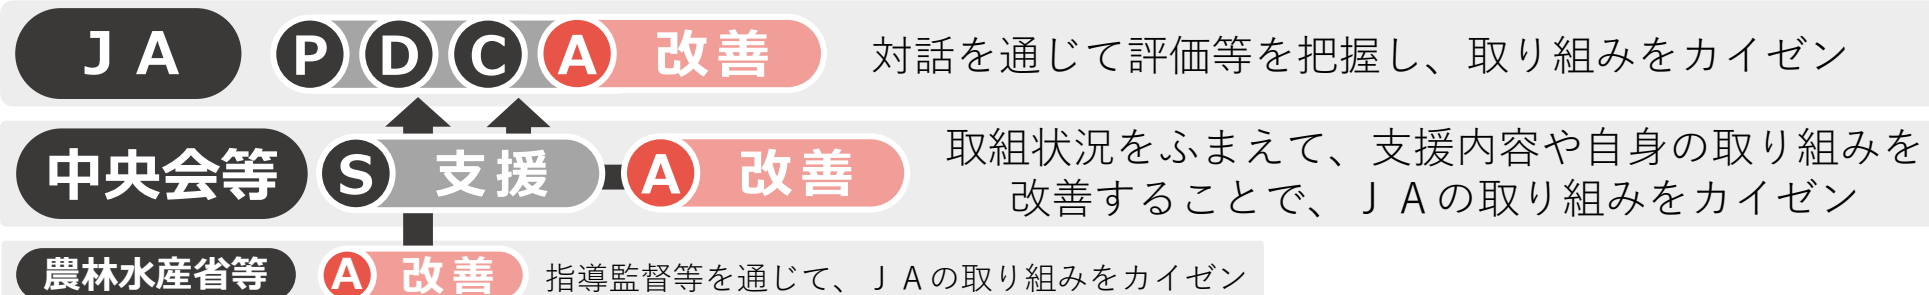 ＪＡ PDCA 改善 対話を通じて評価等を把握し、取り組みをカイゼン
中央会等 S 支援 A 改善 取組状況をふまえて、支援内容や自身の取り組みを
改善することで、ＪＡの取り組みをカイゼン
農林水産省等 A 改善 指導監督等を通じて、ＪＡの取り組みをカイゼン